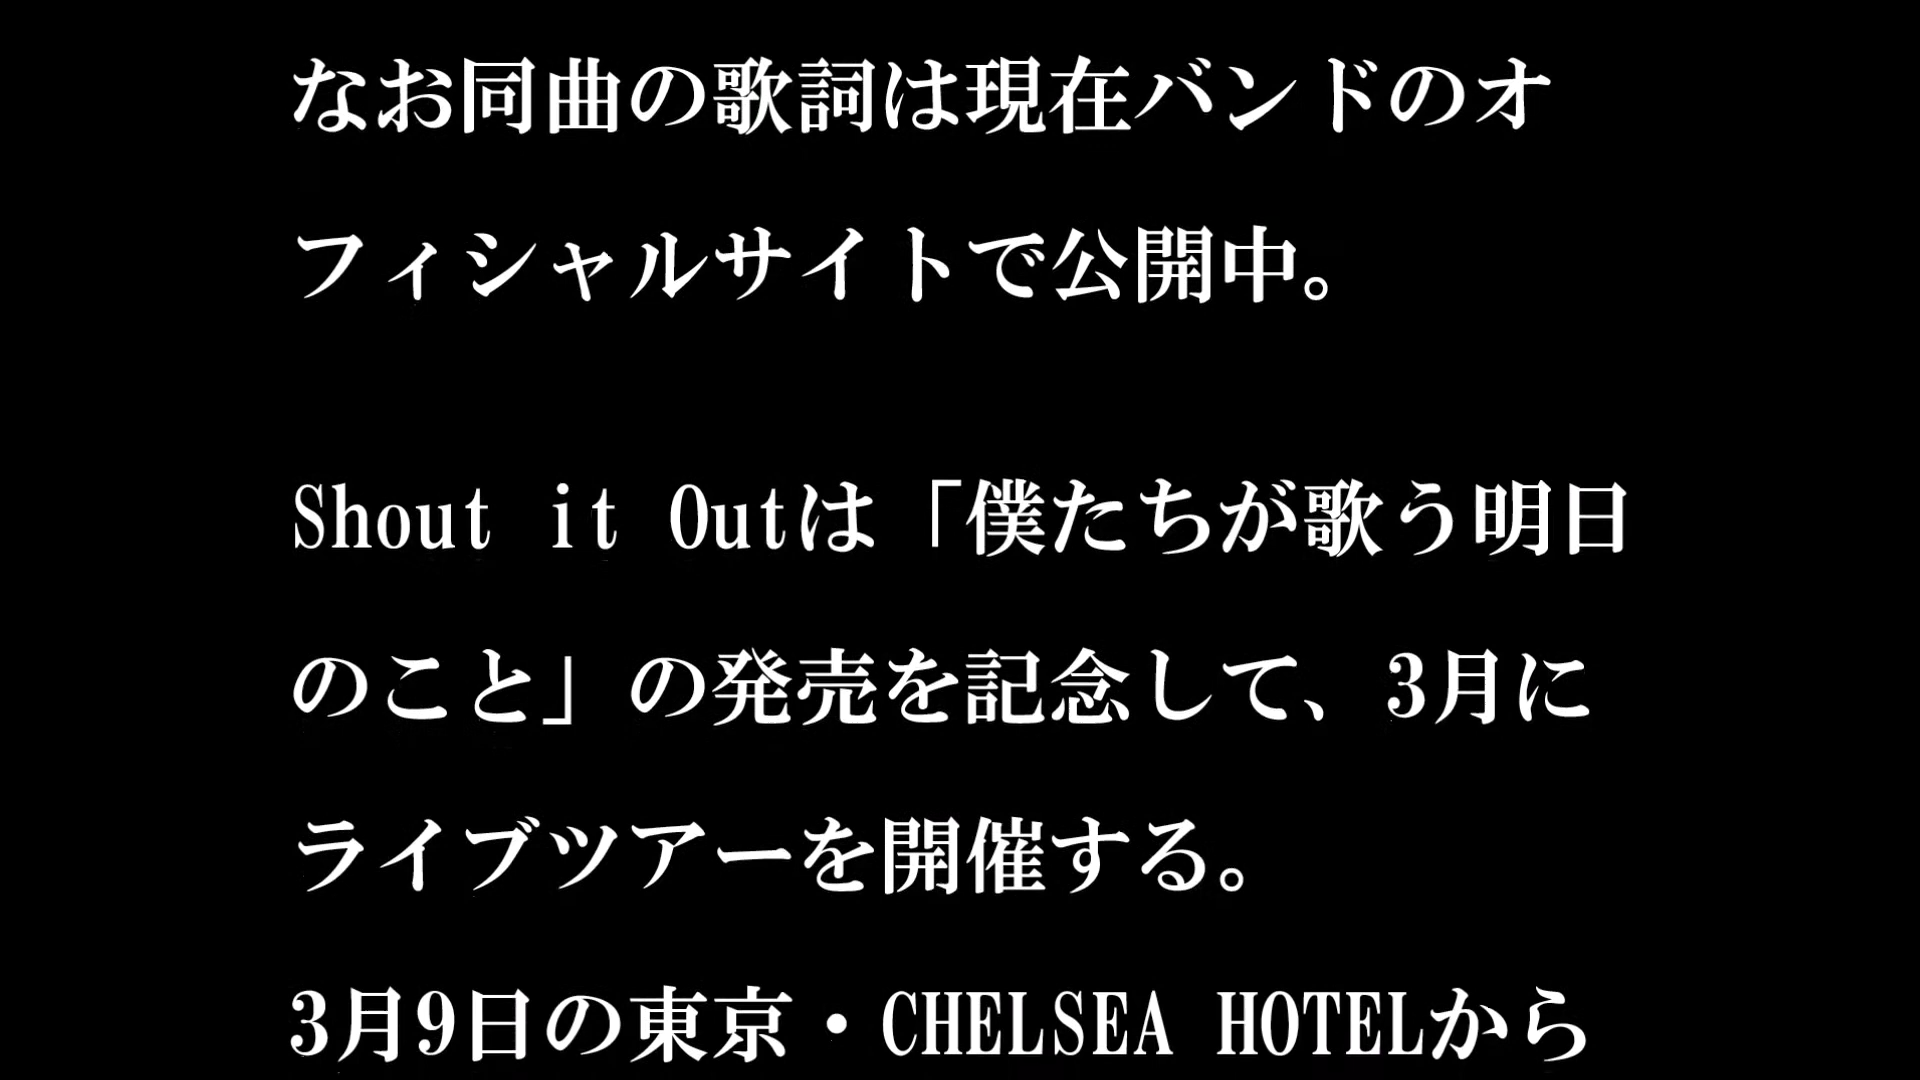 なお同曲の歌詞は現在バンドのオ
フィシャルサイトで公開中。
Shout it Outは「僕たちが歌う明日
のこと」の発売を記念して、3月に
ライブツアーを開催する。
3月9日の東京・CHELSEA HOTELから